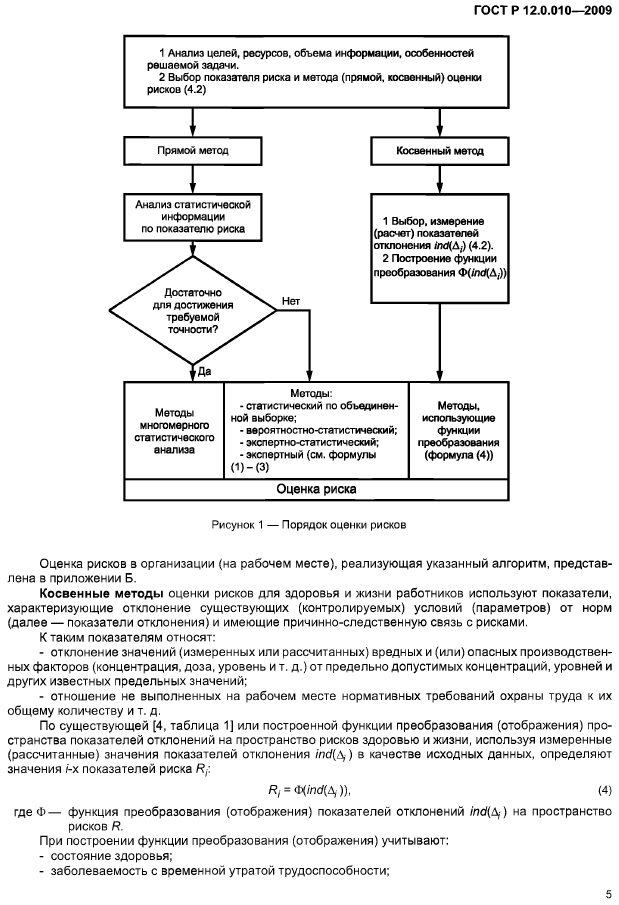 ГОСТ Р 12.0.010—2009
1 Анализ целей, ресурсов, объема информации, особенностей
решаемой задачи.
2 Выбор показателя риска и метода (прямой, косвенный) оценки
рисков (4.2)
Прямой метод
Косвенный метод
Анализ статистической
информации
по показателю риска
1 Выбор, измерение
(расчет) показателей
отклонения ind(Δi) (4.2).
2 Построение функции
преобразования Φ(ind(Δi))
Достаточно
для достижения
требуемой
точности?
Нет
Да
Методы
многомерного
статистического
анализа
Методы:
- статистический по объединен-
ной выборке;
- вероятностно-статистический;
- экспертно-статистический;
- экспертный (см. формулы
(1) – (3)
Методы,
использующие
функции
преобразования
(формула (4))
Оценка риска
Рисунок 1 — Порядок оценки рисков
Оценка рисков в организации (на рабочем месте), реализующая указанный алгоритм, представ-
лена в приложении Б.
Косвенные методы оценки рисков для здоровья и жизни работников используют показатели,
характеризующие отклонение существующих (контролируемых) условий (параметров) от норм
(далее — показатели отклонения) и имеющие причинно-следственную связь с рисками.
К таким показателям относят:
- отклонение значений (измеренных или рассчитанных) вредных и (или) опасных производствен-
ных факторов (концентрация, доза, уровень и т. д.) от предельно допустимых концентраций, уровней и
других известных предельных значений;
- отношение не выполненных на рабочем месте нормативных требований охраны труда к их
общему количеству и т. д.
По существующей [4, таблица 1] или построенной функции преобразования (отображения) про-
странства показателей отклонений на пространство рисков здоровью и жизни, используя измеренные
(рассчитанные) значения показателей отклонения ind(Δi) в качестве исходных данных, определяют
значения i-х показателей риска Ri:
Ri = Φ(ind(Δi)), (4)
где Φ — функция преобразования (отображения) показателей отклонений ind(Δi) на пространство
рисков R.
При построении функции преобразования (отображения) учитывают:
- состояние здоровья;
- заболеваемость с временной утратой трудоспособности;
5